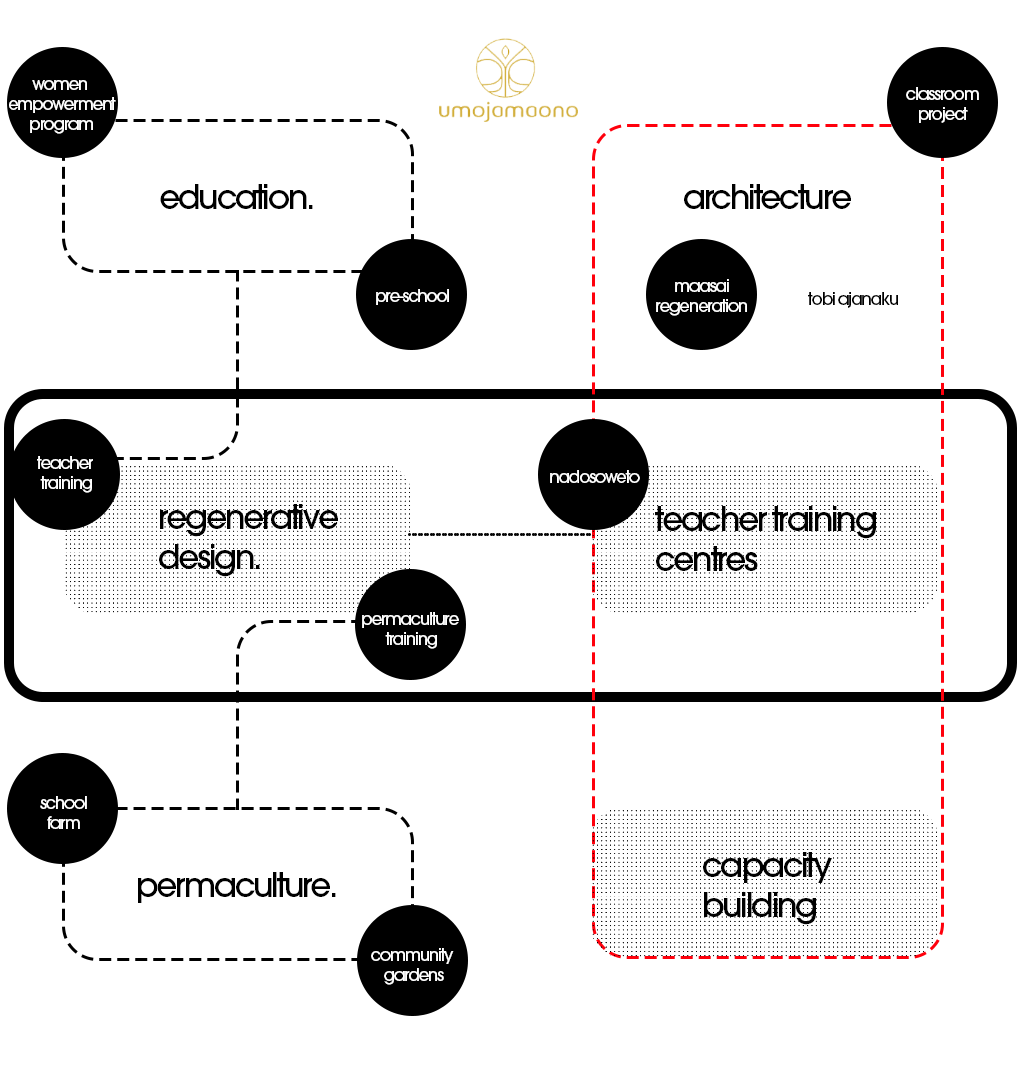 umojamaono
women
empowerment
program
classroom
project
education.
architecture
pre-school
maasai
regeneration
tobi ajanaku
teacher
training
nadosoweto
regenerative
design.
teacher training
centres
permaculture
training
school
farm
permaculture.
capacity
building
community
gardens